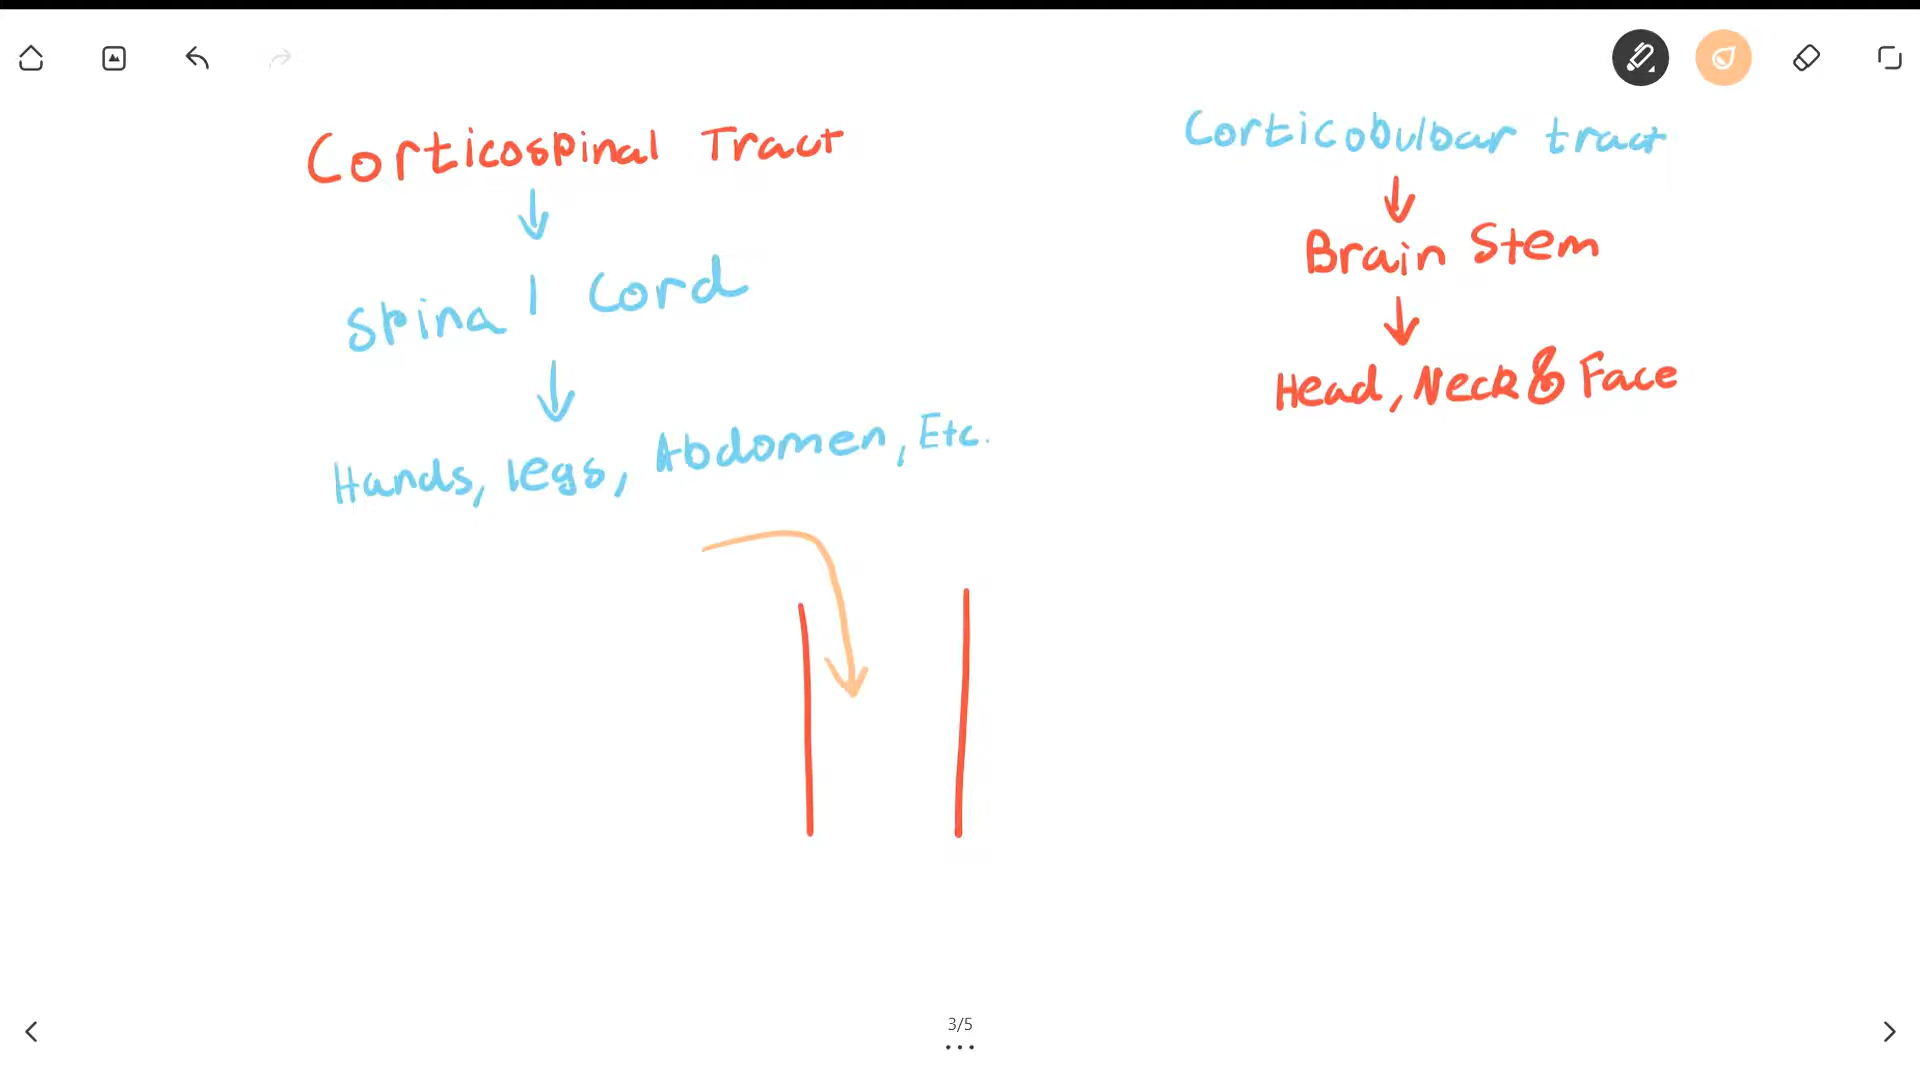 Corticospinal Tract
Spinal Cord
Hands, legs, Abdomen, Etc.
Corticobulbar tract
Brain Stem
Head, Neck & Face
3/5